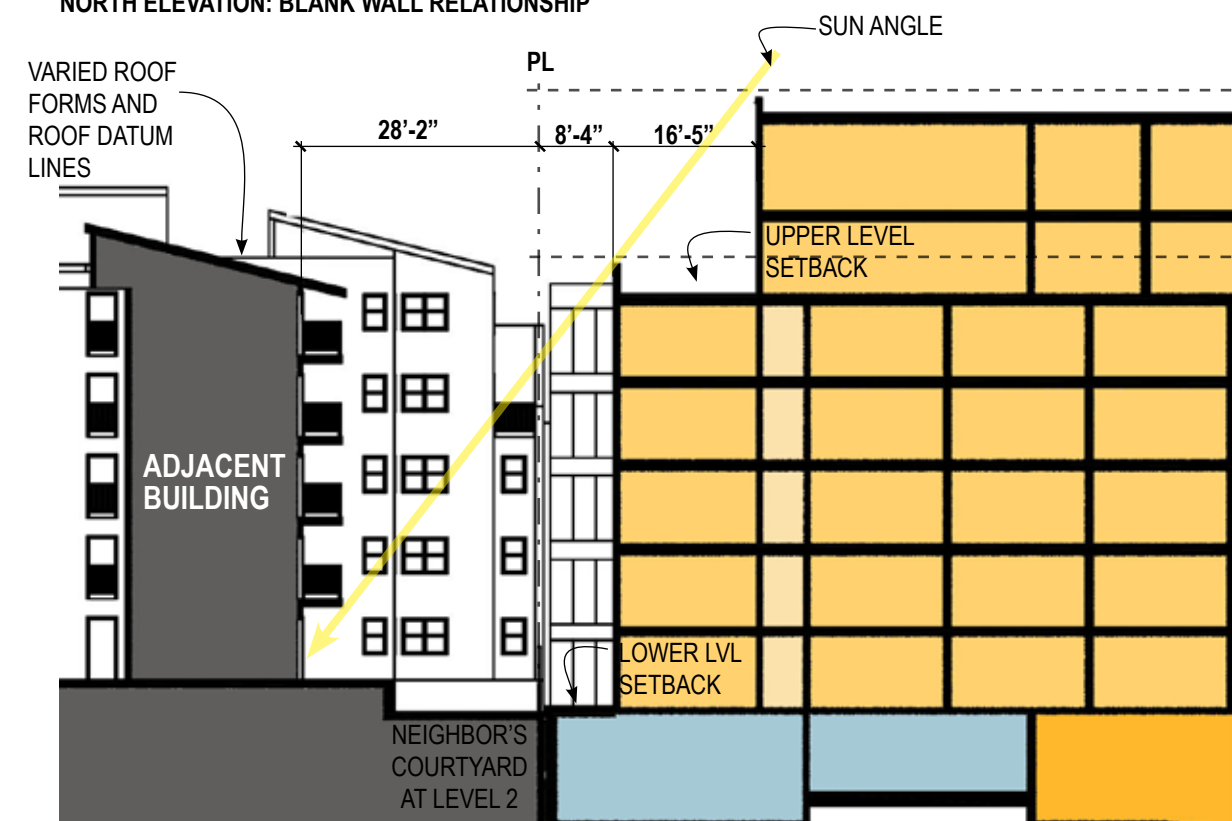 NORTH ELEVATION: BLANK WALL RELATIONSHIP
SUN ANGLE
VARIED ROOF
FORMS AND
ROOF DATUM
LINES
PL
28'-2”
8'-4”
16'-5”
UPPER LEVEL
SETBACK
ADJACENT
BUILDING
LOWER LVL
SETBACK
NEIGHBOR'S
COURTYARD
AT LEVEL 2